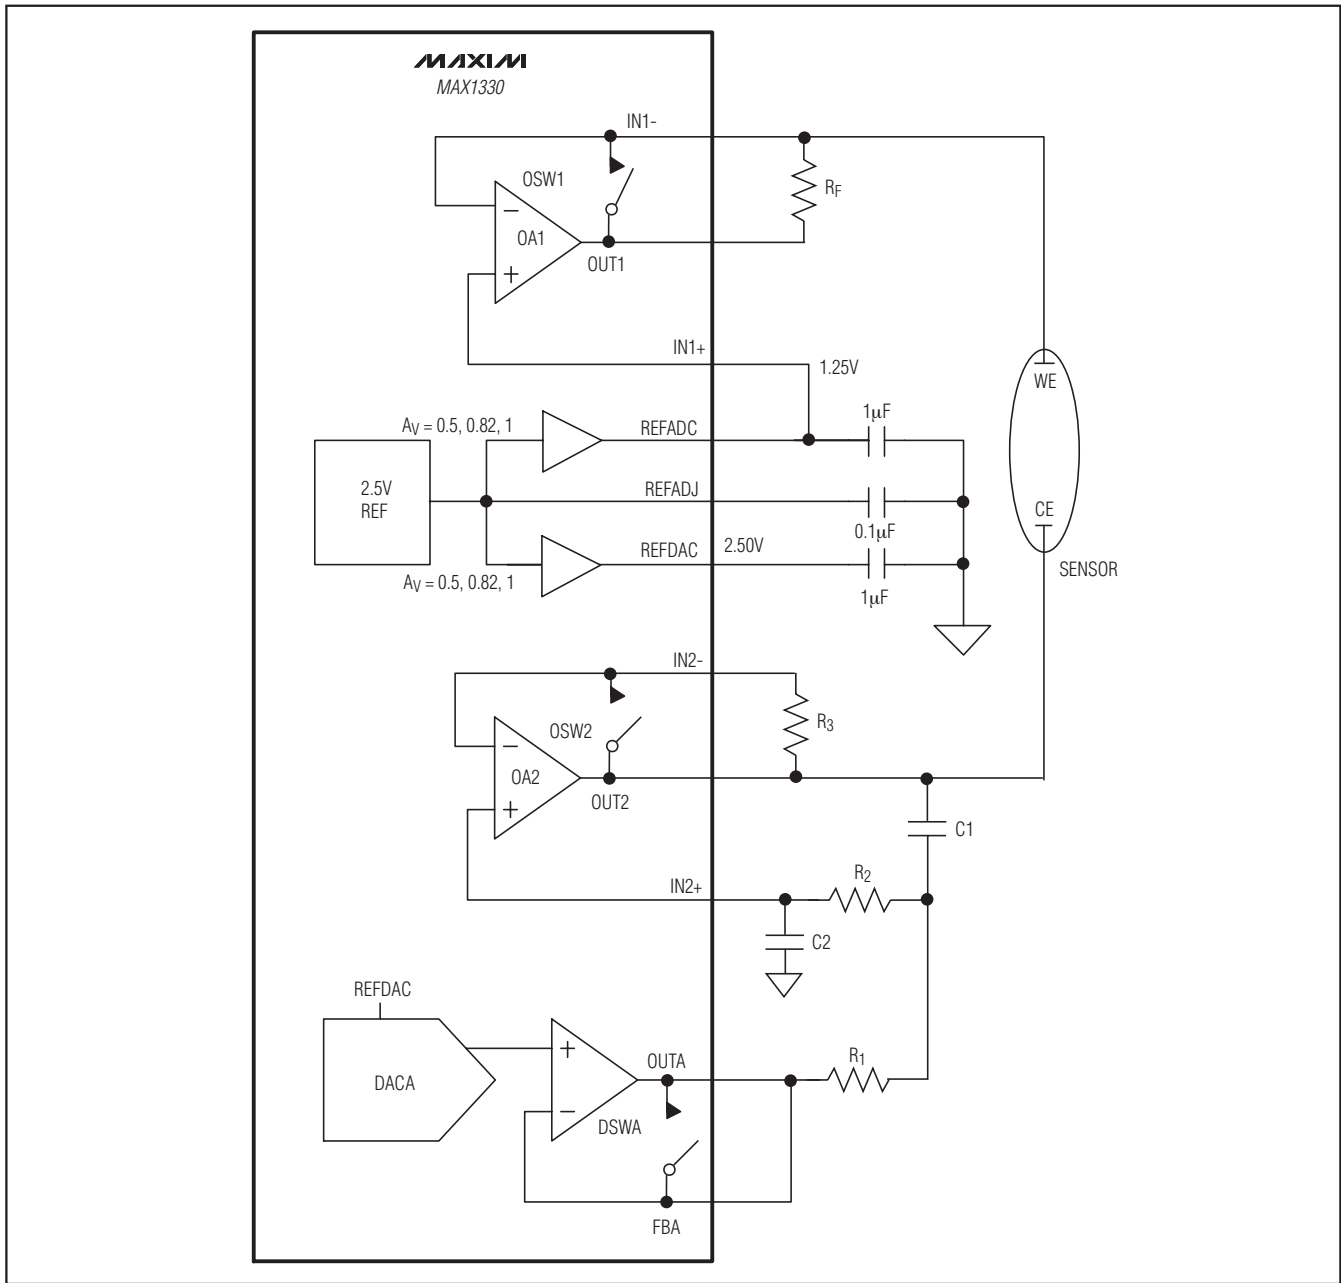 MAXIM
MAX1330
IN1-
OSW1
RF
−
OA1
+
OUT1
IN1+
1.25V
WE
1µF
AV = 0.5, 0.82, 1
REFADC
2.5V
REF
REFADJ
CE
0.1µF
REFDAC
2.50V
SENSOR
AV = 0.5, 0.82, 1
1µF
IN2-
OSW2
R3
−
OA2
+
OUT2
C1
R2
IN2+
C2
REFDAC
DACA
+
−
OUTA
R1
DSWA
FBA